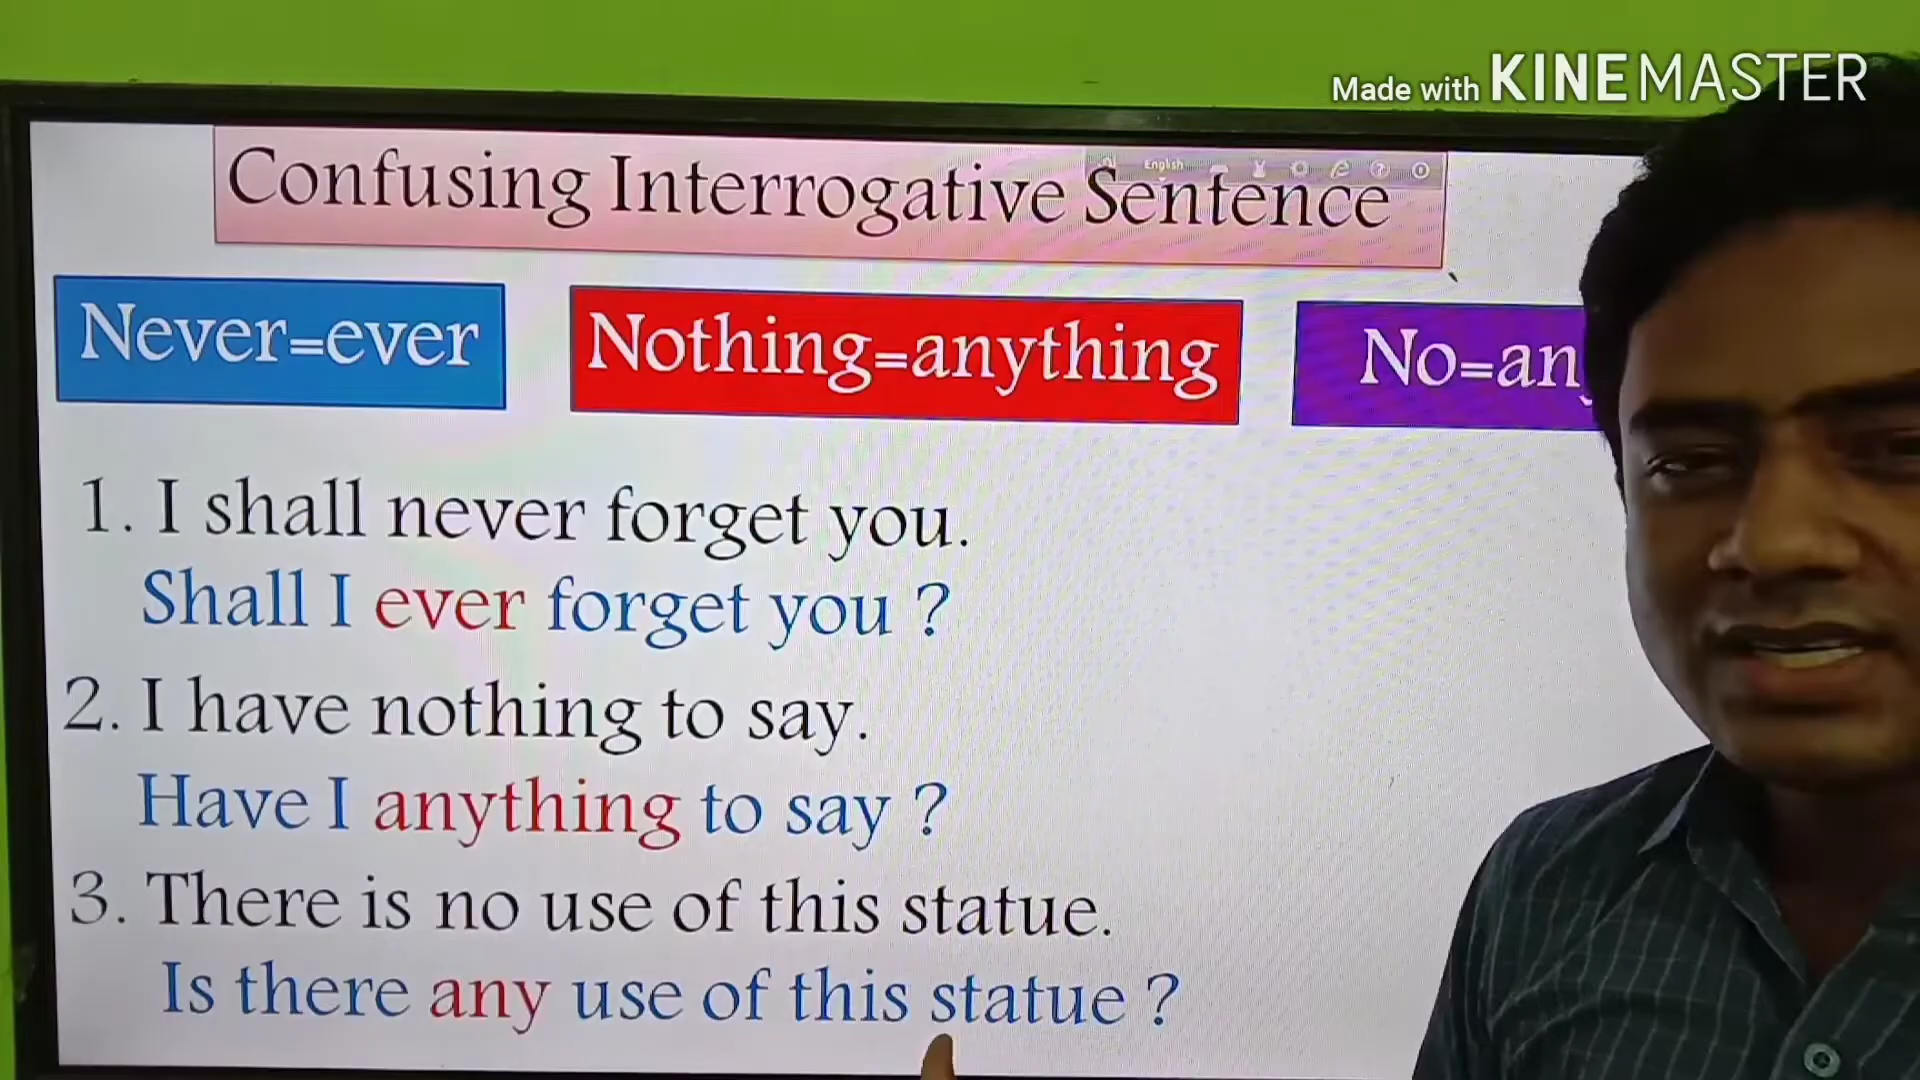 Made with KINEMASTER
Confusing Interrogative Sentence
English
Never=ever
Nothing=anything
No=any
1. I shall never forget you.
Shall I ever forget you ?
2. I have nothing to say.
Have I anything to say ?
3. There is no use of this statue.
Is there any use of this statue ?